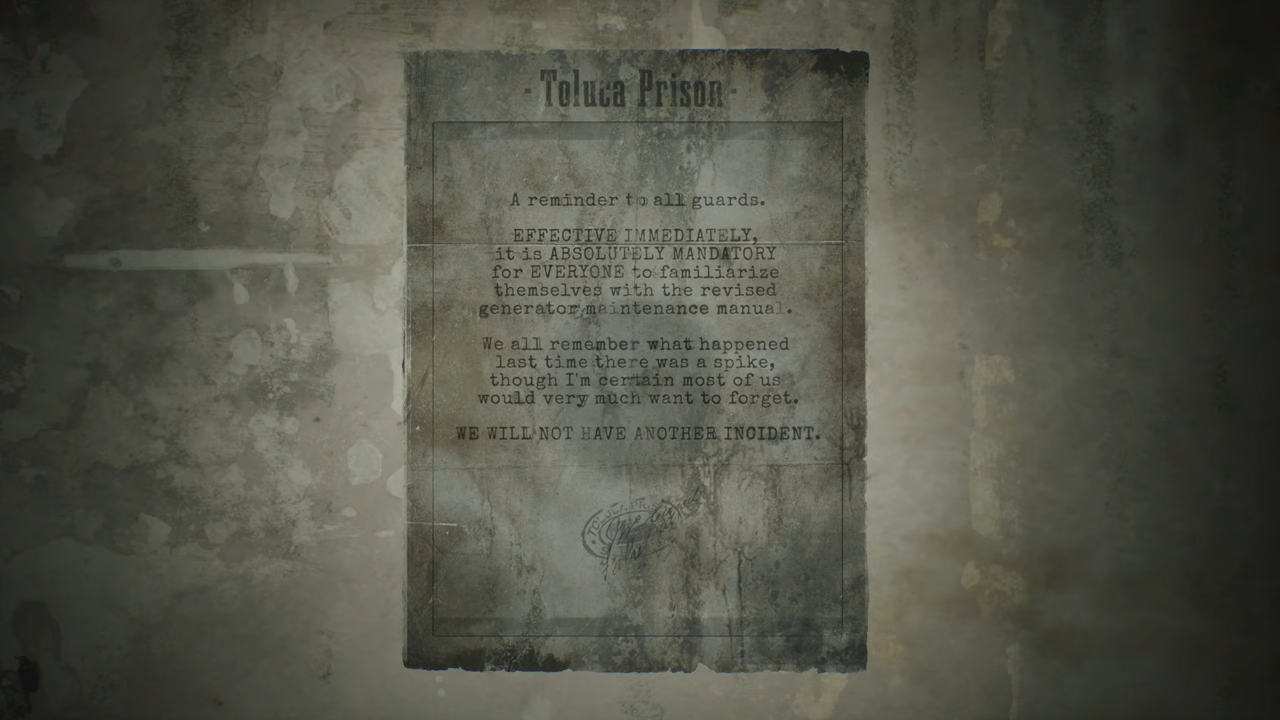 - Toluca Prison -
A reminder to all guards.
EFFECTIVE IMMEDIATELY,
it is ABSOLUTELY MANDATORY
for EVERYONE to familiarize
themselves with the revised
generator maintenance manual.
We all remember what happened
last time there was a spike,
though I'm certain most of us
would very much want to forget.
WE WILL NOT HAVE ANOTHER INCIDENT.